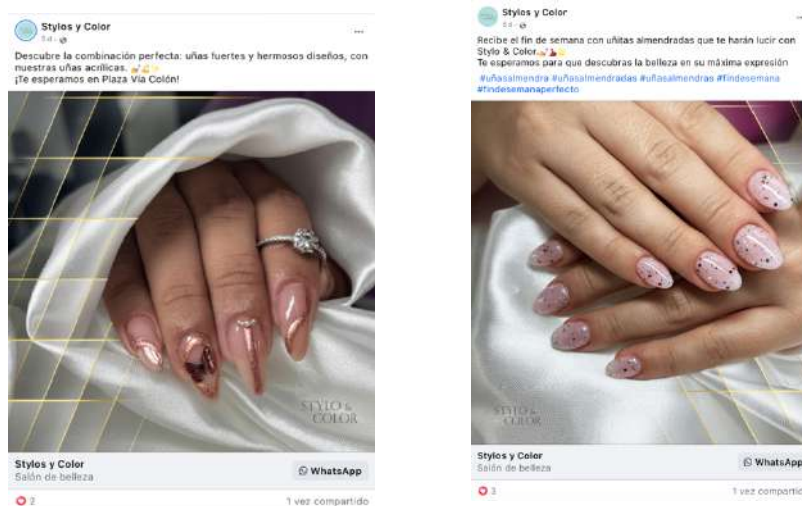 Stylos y Color
5 d
Descubre la combinación perfecta: uñas fuertes y hermosos diseños, con
nuestras uñas acrílicas.
¡Te esperamos en Plaza Vía Colón!
STYLO &
COLOR
Stylos y Color
Salón de belleza
WhatsApp
2
1 vez compartido
Stylos y Color
5 d
Recibe el fin de semana con uñitas almendradas que te harán lucir con
Stylo & Color.
Te esperamos para que descubras la belleza en su máxima expresión
#uñasalmendra #uñasalmendradas #uñasalmendras #findesemana
#findesemanaperfecto
STYLO &
COLOR
Stylos y Color
Salón de belleza
WhatsApp
3
1 vez compartido